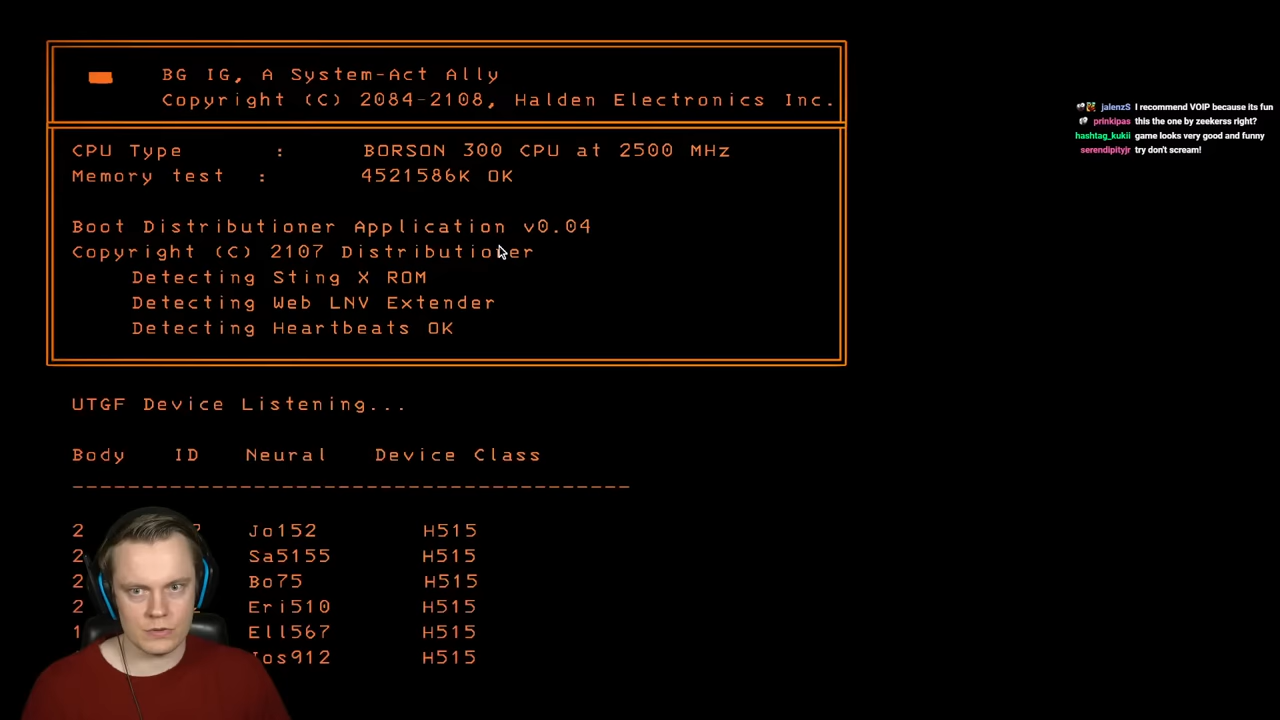 BG IG, A System-Act Ally
Copyright (C) 2084-2108, Halden Electronics Inc.
CPU Type : BORSON 300 CPU at 2500 MHz
Memory test : 4521586K OK
Boot Distributioner Application v0.04
Copyright (C) 2107 Distributioner
Detecting Sting X ROM
Detecting Web LNV Extender
Detecting Heartbeats OK
UTGF Device Listening...
Body ID Neural Device Class
2 Jo152 H515
2 Sa5155 H515
2 Bo75 H515
2 Eri510 H515
1 Ell567 H515
Jos912 H515
jalenzS I recommend VOIP because its fun
prinkipas this the one by zeekerss right?
hashtag_kukii game looks very good and funny
serendipityjr try don't scream!